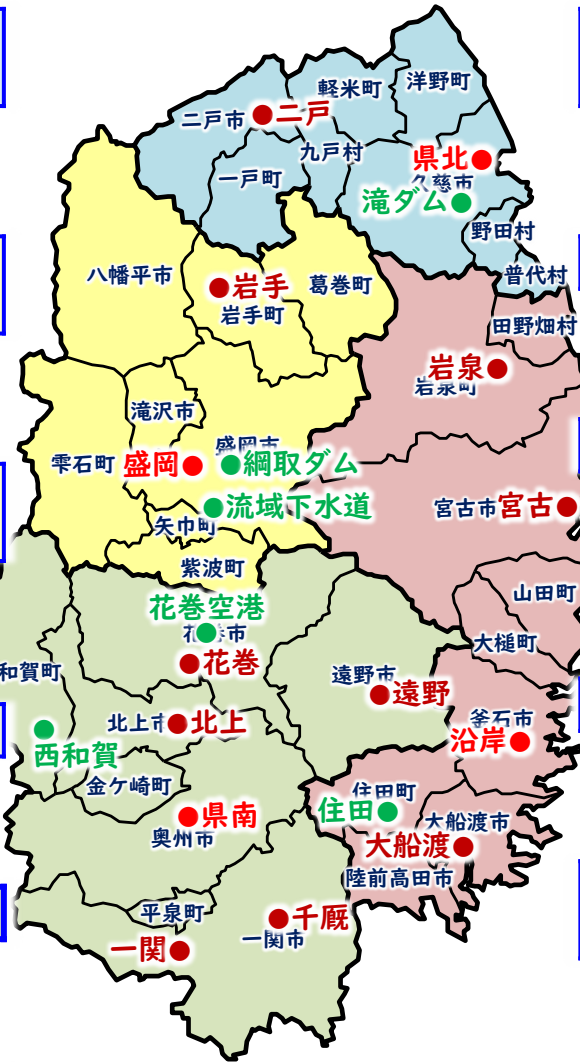 軽米町
洋野町
二戸市
●二戸
九戸村
県北●
一戸町
久慈市
滝ダム●
野田村
八幡平市
●岩手
葛巻町
普代村
岩手町
田野畑村
岩泉●
岩泉町
滝沢市
盛岡市
雫石町
盛岡●
●綱取ダム
●流域下水道
宮古市
宮古●
矢巾町
紫波町
山田町
花巻空港
●
花巻市
大槌町
●花巻
和賀町
遠野市
●遠野
北上市
●北上
釜石市
沿岸●
●
西和賀
金ケ崎町
住田町
住田●
●県南
奥州市
大船渡市
大船渡●
陸前高田市
平泉町
●千厩
一関市
一関●